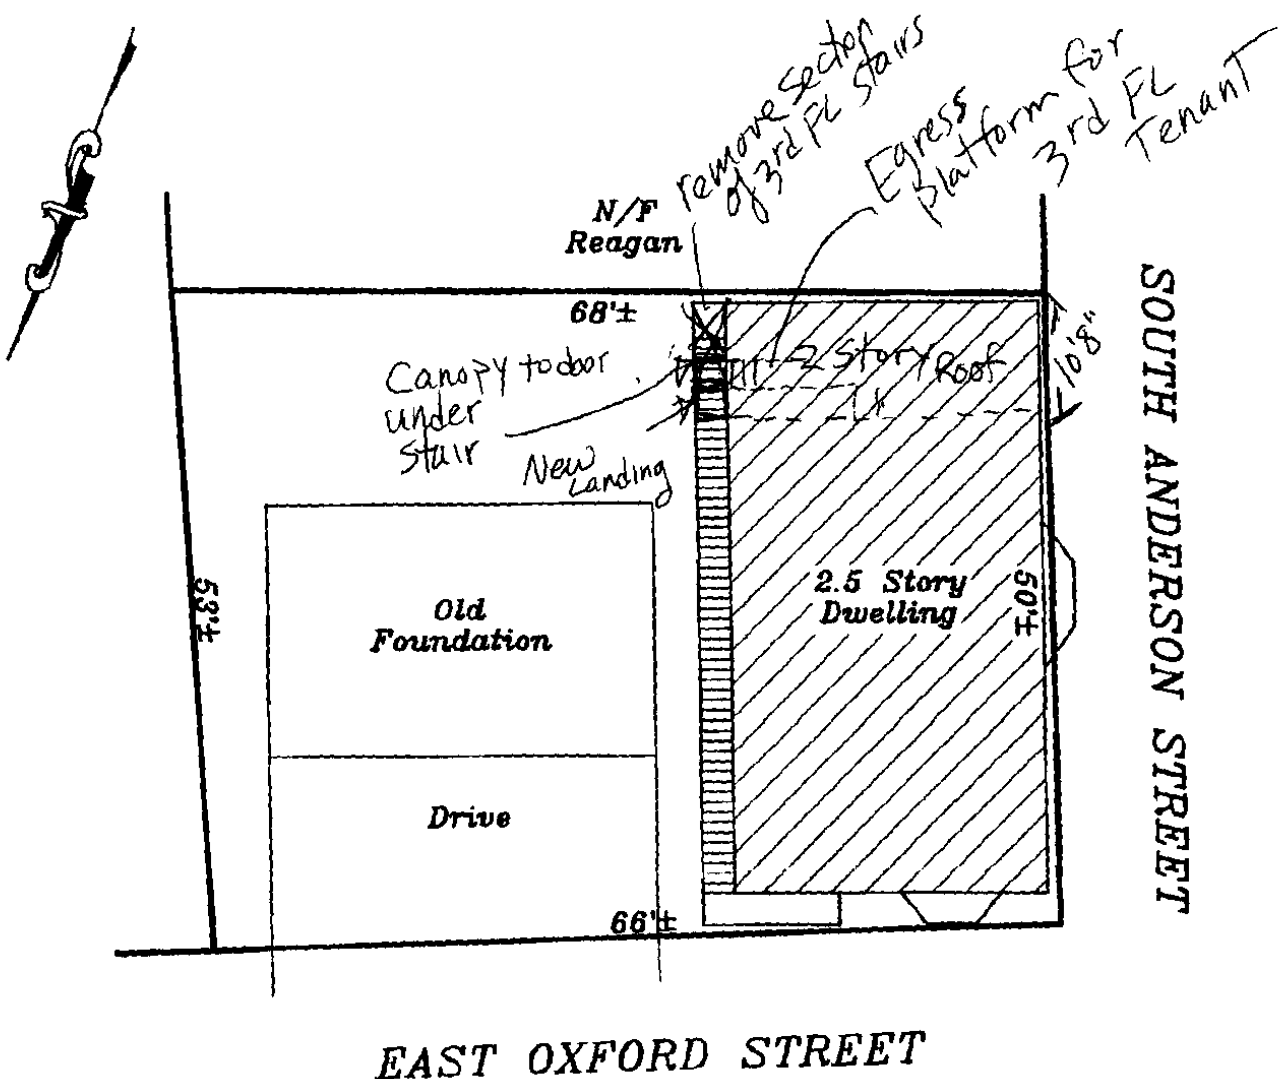 remove section
of 3rd FL stairs
Egress
platform for
3rd FL
Tenant
N/F
Reagan
68'±
10'8"
Canopy to door
under
stair
2 Story Roof
New
Landing
SOUTH ANDERSON STREET
53'±
Old
Foundation
2.5 Story
Dwelling
50'±
Drive
66'±
EAST OXFORD STREET